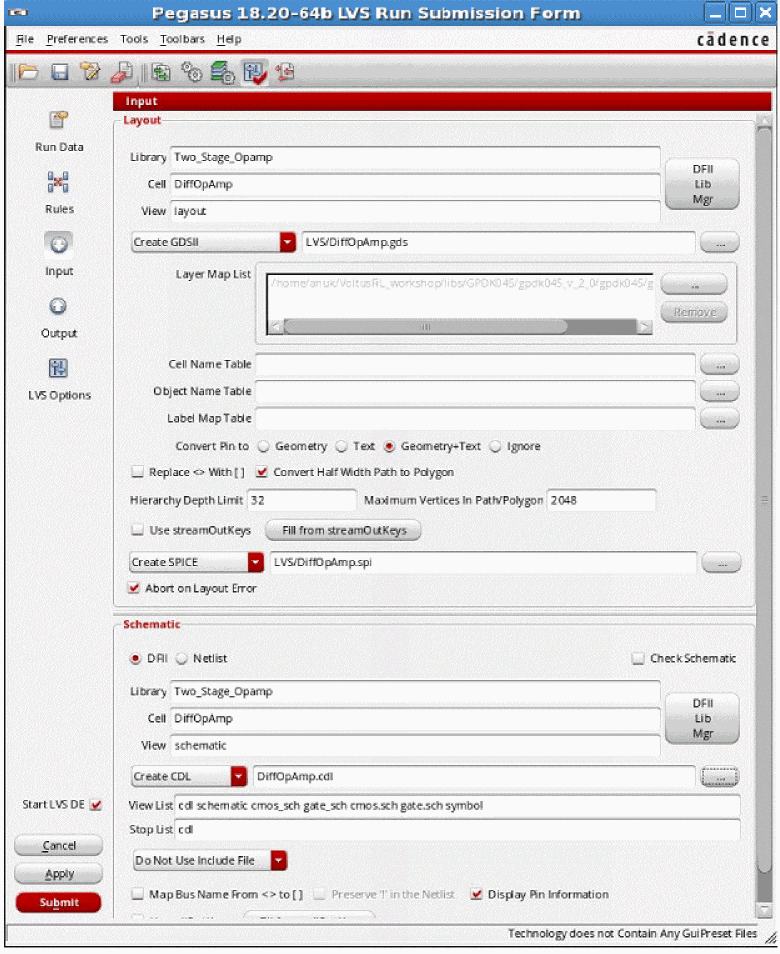 Pegasus 18.20-64b LVS Run Submission Form
File Preferences Tools Toolbars Help
cādence
Input
Run Data
Rules
Input
Output
LVS Options
Layout
Library Two_Stage_Opamp
Cell DiffOpAmp
View layout
DFII
Lib
Mgr
Create GDSII LVS/DiffOpAmp.gds ...
Layer Map List /home/anuk/VoltusRL_workshop/libs/GPDK045/gpdk045_v_2_0/gpdk045/g ...
Remove
Cell Name Table ...
Object Name Table ...
Label Map Table ...
Convert Pin to Geometry Text Geometry+Text Ignore
Replace <> With [ ] Convert Half Width Path to Polygon
Hierarchy Depth Limit 32 Maximum Vertices In Path/Polygon 2048
Use streamOutKeys Fill from streamOutKeys
Create SPICE LVS/DiffOpAmp.spi ...
Abort on Layout Error
Schematic
DFII Netlist Check Schematic
Library Two_Stage_Opamp
Cell DiffOpAmp
View schematic
DFII
Lib
Mgr
Create CDL DiffOpAmp.cdl ...
View List cdl schematic cmos_sch gate_sch cmos.sch gate.sch symbol
Stop List cdl
Do Not Use Include File
Map Bus Name From <> to [ ] Preserve '!' in the Netlist Display Pin Information
Start LVS DE
Cancel
Apply
Submit
Technology does not Contain Any GuiPreset Files